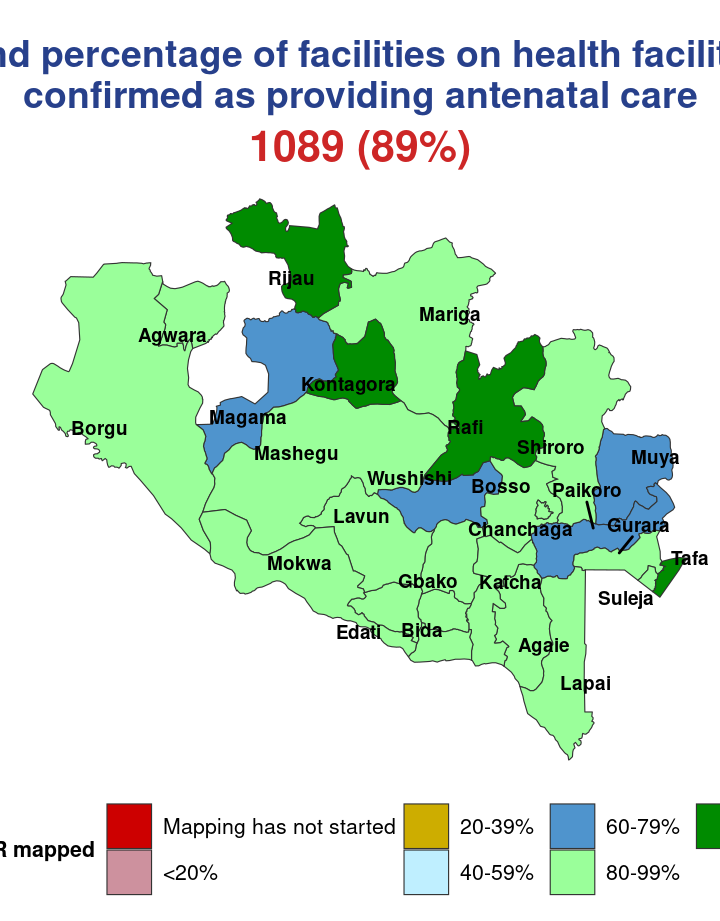 nd percentage of facilities on health facilit
confirmed as providing antenatal care
1089 (89%)
Rijau
Mariga
Agwara
Kontagora
Magama
Borgu
Rafi
Mashegu
Shiroro
Muya
Wushishi
Bosso
Paikoro
Lavun
Chanchaga
Gurara
Mokwa
Tafa
Gbako
Katcha
Suleja
Edati
Bida
Agaie
Lapai
R mapped
Mapping has not started
20-39%
60-79%
<20%
40-59%
80-99%